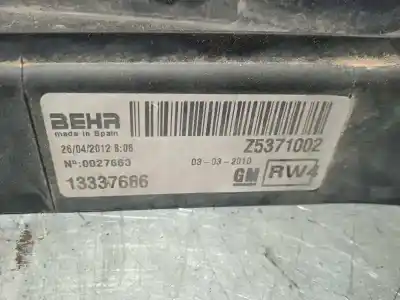 BEHR
made in Spain
26/04/2012 8:06
Z5371002
Nº:0027663
03-03-2010
13337686
GM
RW4